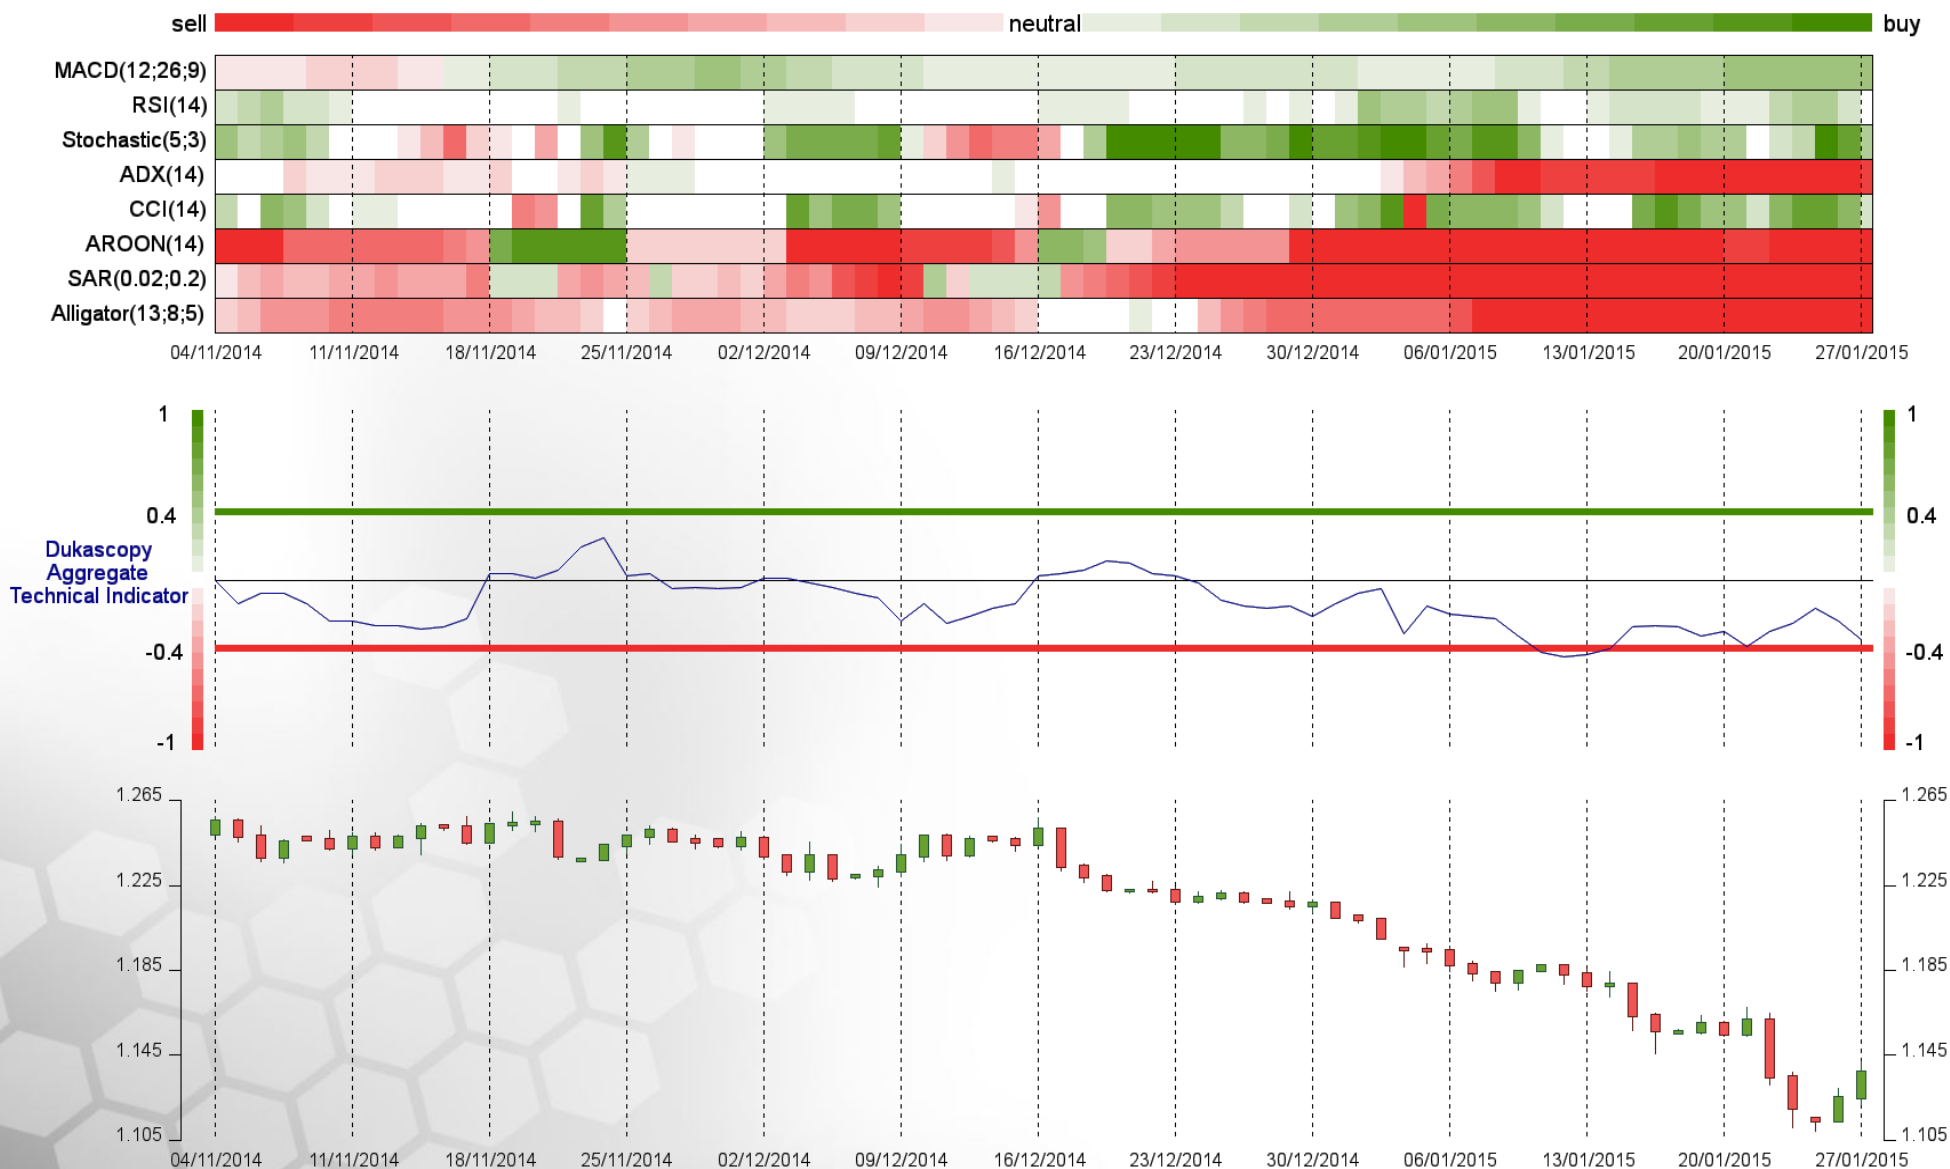 sell neutral buy
MACD(12;26;9)
RSI(14)
Stochastic(5;3)
ADX(14)
CCI(14)
AROON(14)
SAR(0.02;0.2)
Alligator(13;8;5)
04/11/2014 11/11/2014 18/11/2014 25/11/2014 02/12/2014 09/12/2014 16/12/2014 23/12/2014 30/12/2014 06/01/2015 13/01/2015 20/01/2015 27/01/2015
1 1
0.4 0.4
Dukascopy
Aggregate
Technical Indicator
-0.4 -0.4
-1 -1
1.265 1.265
1.225 1.225
1.185 1.185
1.145 1.145
1.105 1.105
04/11/2014 11/11/2014 18/11/2014 25/11/2014 02/12/2014 09/12/2014 16/12/2014 23/12/2014 30/12/2014 06/01/2015 13/01/2015 20/01/2015 27/01/2015